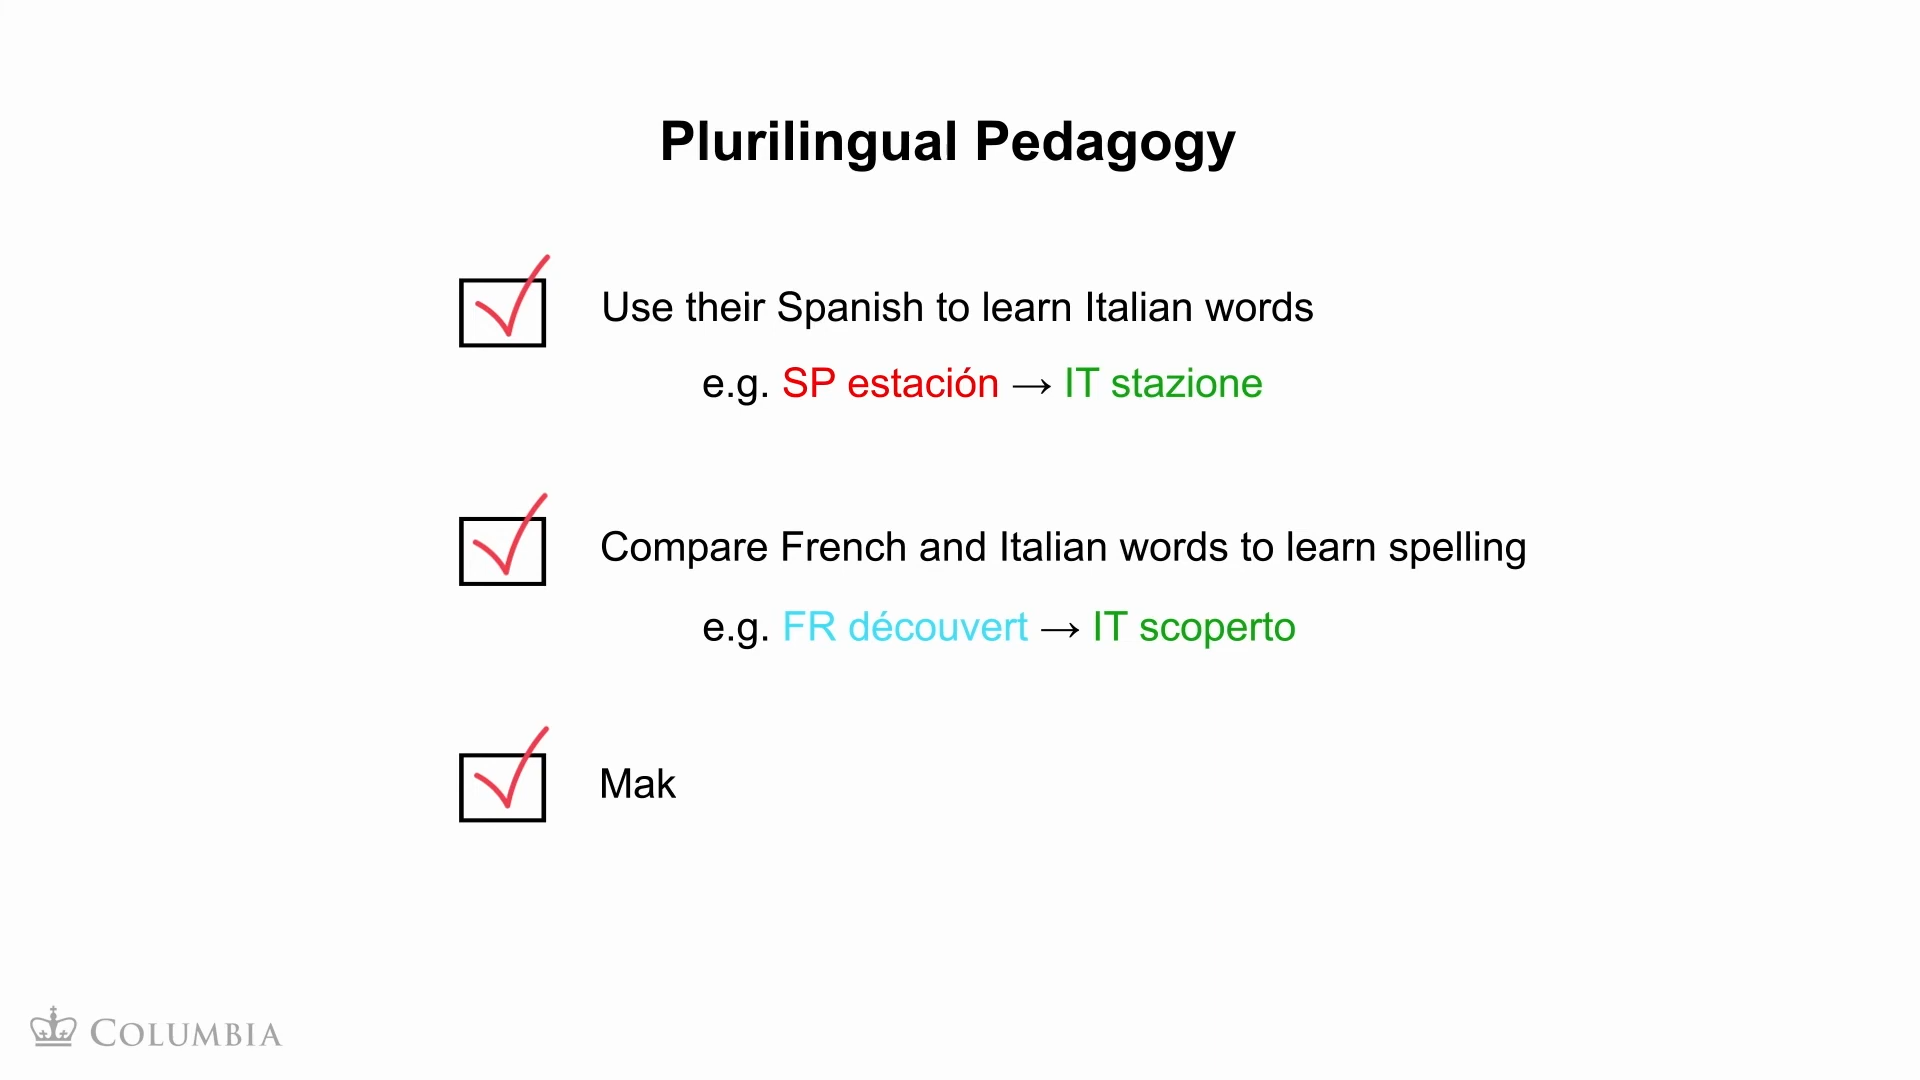 Plurilingual Pedagogy
Use their Spanish to learn Italian words
e.g. SP estación → IT stazione
Compare French and Italian words to learn spelling
e.g. FR découvert → IT scoperto
Mak
COLUMBIA